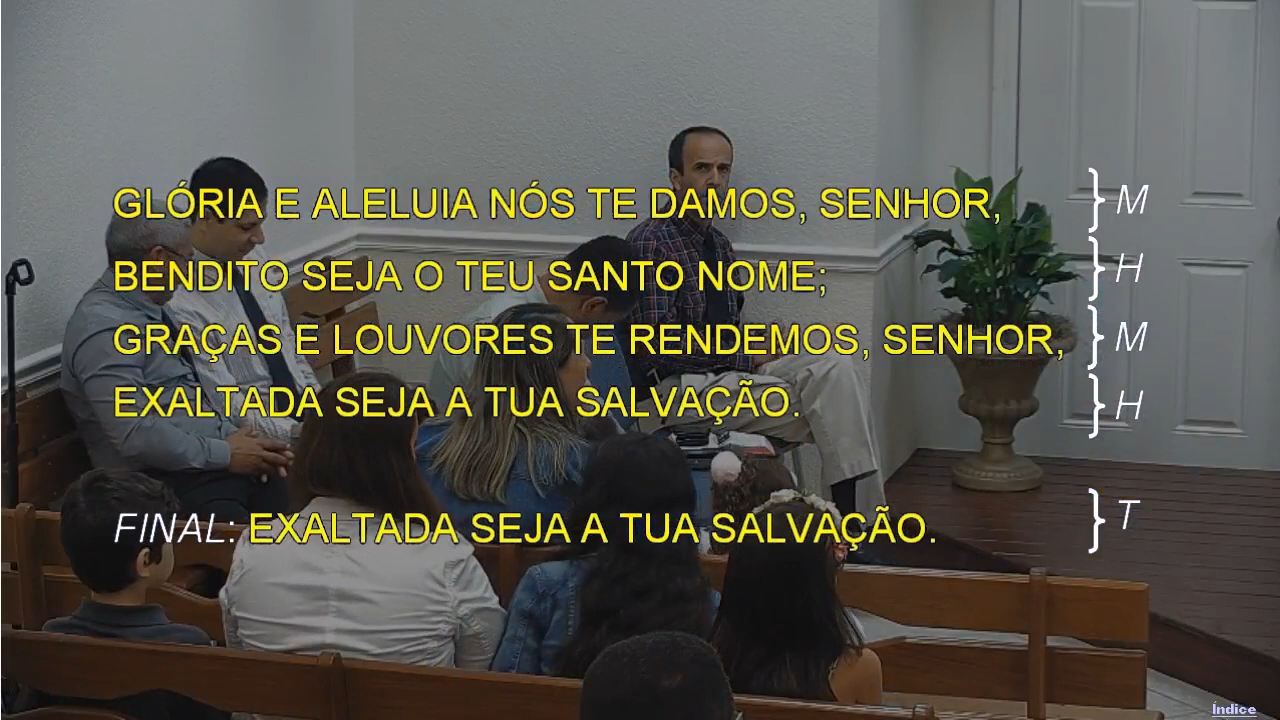 GLÓRIA E ALELUIA NÓS TE DAMOS, SENHOR, } M
BENDITO SEJA O TEU SANTO NOME; } H
GRAÇAS E LOUVORES TE RENDEMOS, SENHOR, } M
EXALTADA SEJA A TUA SALVAÇÃO. } H
FINAL: EXALTADA SEJA A TUA SALVAÇÃO. } T
Índice